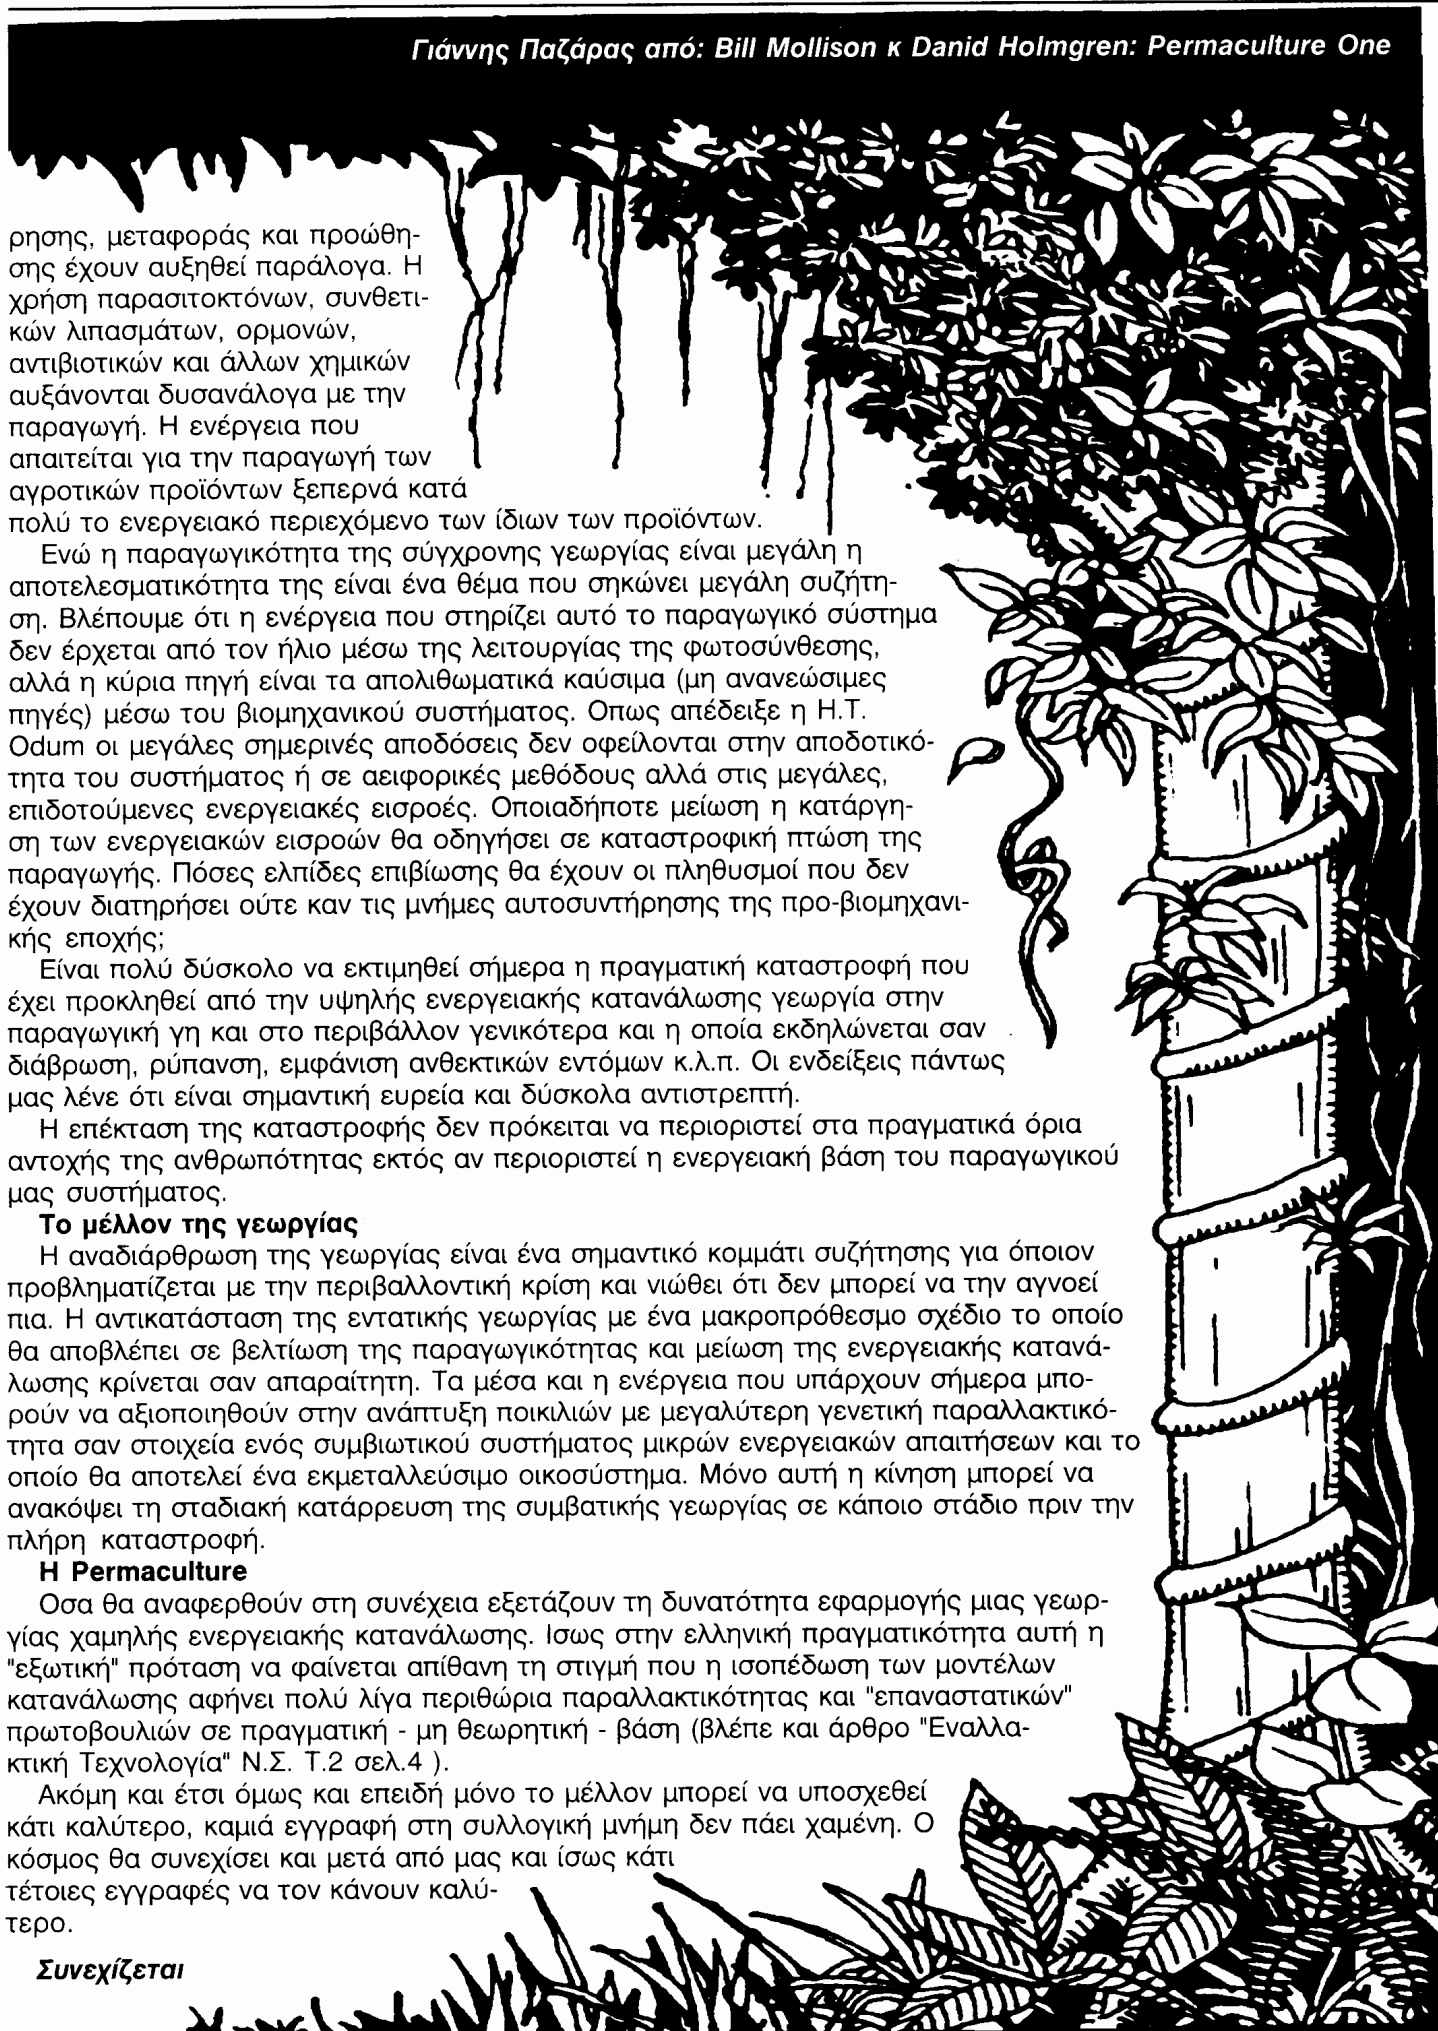 Γιάννης Παζάρας από: Bill Mollison κ Danid Holmgren: Permaculture One
ρησης, μεταφοράς και προώθη-
σης έχουν αυξηθεί παράλογα. Η
χρήση παρασιτοκτόνων, συνθετι-
κών λιπασμάτων, ορμονών,
αντιβιοτικών και άλλων χημικών
αυξάνονται δυσανάλογα με την
παραγωγή. Η ενέργεια που
απαιτείται για την παραγωγή των
αγροτικών προϊόντων ξεπερνά κατά
πολύ το ενεργειακό περιεχόμενο των ίδιων των προϊόντων.
Ενώ η παραγωγικότητα της σύγχρονης γεωργίας είναι μεγάλη η
αποτελεσματικότητα της είναι ένα θέμα που σηκώνει μεγάλη συζήτη-
ση. Βλέπουμε ότι η ενέργεια που στηρίζει αυτό το παραγωγικό σύστημα
δεν έρχεται από τον ήλιο μέσω της λειτουργίας της φωτοσύνθεσης,
αλλά η κύρια πηγή είναι τα απολιθωματικά καύσιμα (μη ανανεώσιμες
πηγές) μέσω του βιομηχανικού συστήματος. Οπως απέδειξε η H.T.
Odum οι μεγάλες σημερινές αποδόσεις δεν οφείλονται στην αποδοτικό-
τητα του συστήματος ή σε αειφορικές μεθόδους αλλά στις μεγάλες,
επιδοτούμενες ενεργειακές εισροές. Οποιαδήποτε μείωση η κατάργη-
ση των ενεργειακών εισροών θα οδηγήσει σε καταστροφική πτώση της
παραγωγής. Πόσες ελπίδες επιβίωσης θα έχουν οι πληθυσμοί που δεν
έχουν διατηρήσει ούτε καν τις μνήμες αυτοσυντήρησης της προ-βιομηχανι-
κής εποχής;
Είναι πολύ δύσκολο να εκτιμηθεί σήμερα η πραγματική καταστροφή που
έχει προκληθεί από την υψηλής ενεργειακής κατανάλωσης γεωργία στην
παραγωγική γη και στο περιβάλλον γενικότερα και η οποία εκδηλώνεται σαν
διάβρωση, ρύπανση, εμφάνιση ανθεκτικών εντόμων κ.λ.π. Οι ενδείξεις πάντως
μας λένε ότι είναι σημαντική ευρεία και δύσκολα αντιστρεπτή.
Η επέκταση της καταστροφής δεν πρόκειται να περιοριστεί στα πραγματικά όρια
αντοχής της ανθρωπότητας εκτός αν περιοριστεί η ενεργειακή βάση του παραγωγικού
μας συστήματος.
Το μέλλον της γεωργίας
Η αναδιάρθρωση της γεωργίας είναι ένα σημαντικό κομμάτι συζήτησης για όποιον
προβληματίζεται με την περιβαλλοντική κρίση και νιώθει ότι δεν μπορεί να την αγνοεί
πια. Η αντικατάσταση της εντατικής γεωργίας με ένα μακροπρόθεσμο σχέδιο το οποίο
θα αποβλέπει σε βελτίωση της παραγωγικότητας και μείωση της ενεργειακής κατανά-
λωσης κρίνεται σαν απαραίτητη. Τα μέσα και η ενέργεια που υπάρχουν σήμερα μπο-
ρούν να αξιοποιηθούν στην ανάπτυξη ποικιλιών με μεγαλύτερη γενετική παραλλακτικό-
τητα σαν στοιχεία ενός συμβιωτικού συστήματος μικρών ενεργειακών απαιτήσεων και το
οποίο θα αποτελεί ένα εκμεταλλεύσιμο οικοσύστημα. Μόνο αυτή η κίνηση μπορεί να
ανακόψει τη σταδιακή κατάρρευση της συμβατικής γεωργίας σε κάποιο στάδιο πριν την
πλήρη καταστροφή.
Η Permaculture
Οσα θα αναφερθούν στη συνέχεια εξετάζουν τη δυνατότητα εφαρμογής μιας γεωρ-
γίας χαμηλής ενεργειακής κατανάλωσης. Ισως στην ελληνική πραγματικότητα αυτή η
"εξωτική" πρόταση να φαίνεται απίθανη τη στιγμή που η ισοπέδωση των μοντέλων
κατανάλωσης αφήνει πολύ λίγα περιθώρια παραλλακτικότητας και "επαναστατικών"
πρωτοβουλιών σε πραγματική - μη θεωρητική - βάση (βλέπε και άρθρο "Εναλλα-
κτική Τεχνολογία" Ν.Σ. Τ.2 σελ.4 ).
Ακόμη και έτσι όμως και επειδή μόνο το μέλλον μπορεί να υποσχεθεί
κάτι καλύτερο, καμιά εγγραφή στη συλλογική μνήμη δεν πάει χαμένη. Ο
κόσμος θα συνεχίσει και μετά από μας και ίσως κάτι
τέτοιες εγγραφές να τον κάνουν καλύ-
τερο.
Συνεχίζεται